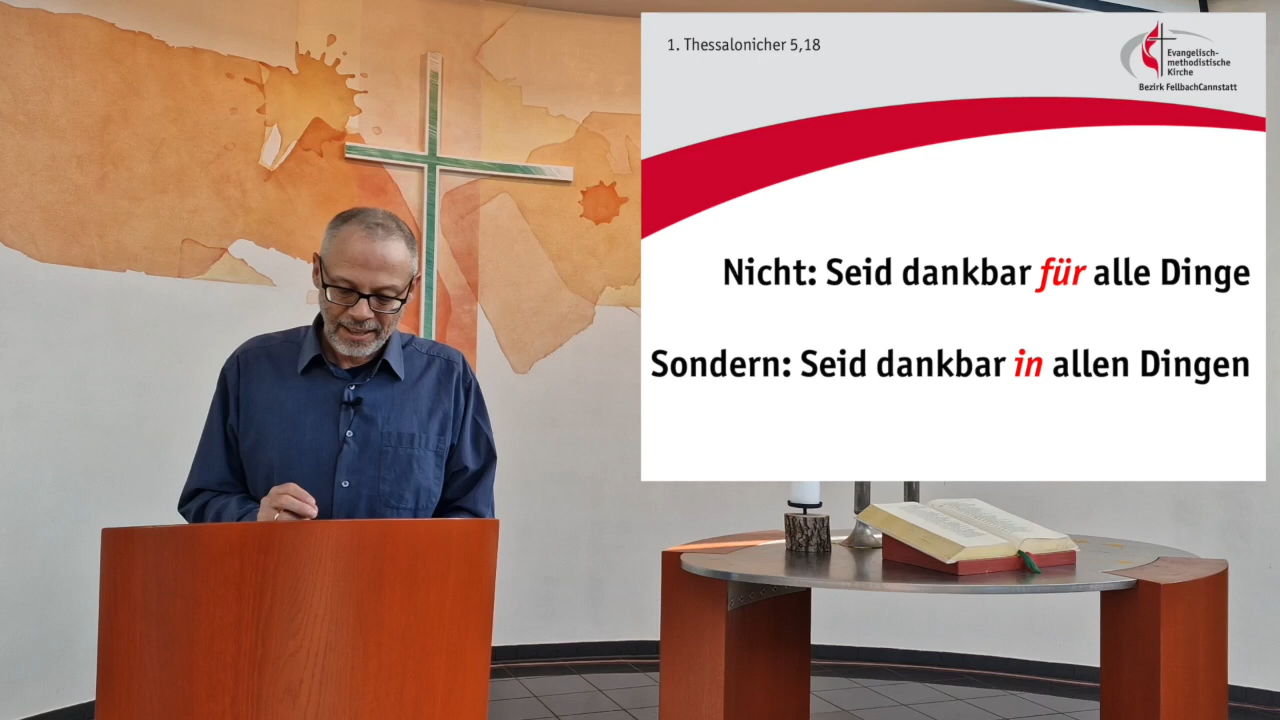 1. Thessalonicher 5,18
Evangelisch-
methodistische
Kirche
Bezirk FellbachCannstatt
Nicht: Seid dankbar für alle Dinge
Sondern: Seid dankbar in allen Dingen